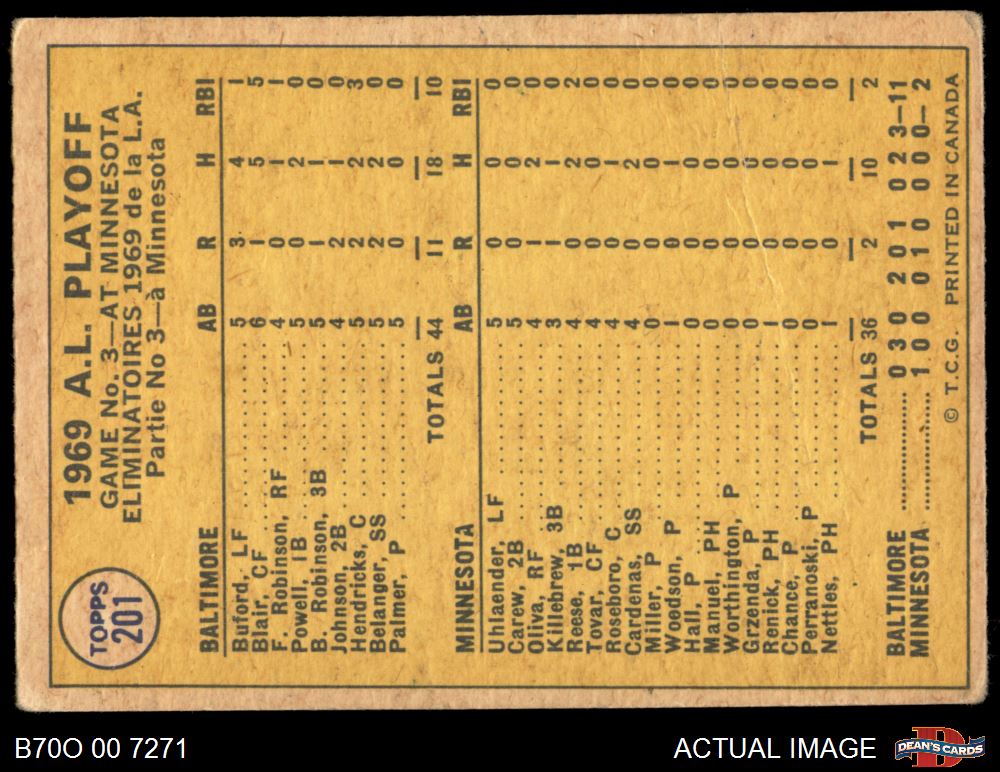 TOPPS
201
1969 A.L. PLAYOFF
GAME No. 3—AT MINNESOTA
ELIMINATOIRES 1969 de la L.A.
Partie No 3—à Minnesota
BALTIMORE AB R H RBI
Buford, LF 5 3 4 1
Blair, CF 6 1 5 5
F. Robinson, RF 4 0 1 1
Powell, 1B 5 0 2 0
B. Robinson, 3B 5 1 1 0
Johnson, 2B 4 2 1 0
Hendricks, C 5 2 2 3
Belanger, SS 5 2 2 0
Palmer, P 5 0 0 0
TOTALS 44 11 18 10
MINNESOTA AB R H RBI
Uhlaender, LF 5 0 0 0
Carew, 2B 5 0 0 0
Oliva, RF 4 1 2 0
Killebrew, 3B 3 1 1 0
Reese, 1B 4 0 2 2
Tovar, CF 4 0 0 0
Roseboro, C 4 0 1 0
Cardenas, SS 4 0 2 0
Miller, P 0 0 0 0
Woodson, P 1 0 1 0
Hall, P 0 0 0 0
Manuel, PH 0 0 0 0
Worthington, P 0 0 0 0
Grzenda, P 0 0 0 0
Renick, PH 1 0 0 0
Chance, P 0 0 0 0
Perranoski, P 0 0 0 0
Nettles, PH 1 0 1 0
TOTALS 36 2 10 2
BALTIMORE 0 3 0 2 0 1 0 2 3—11
MINNESOTA 1 0 0 0 1 0 0 0 0— 2
© T.C.G. PRINTED IN CANADA
B70O 00 7271
ACTUAL IMAGE
DEAN'S CARDS